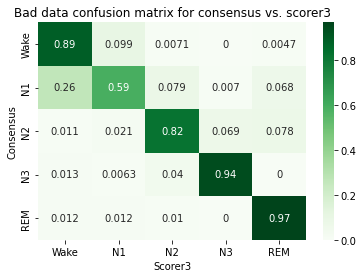 Bad data confusion matrix for consensus vs. scorer3
Wake 0.89 0.099 0.0071 0 0.0047
N1 0.26 0.59 0.079 0.007 0.068
N2 0.011 0.021 0.82 0.069 0.078
N3 0.013 0.0063 0.04 0.94 0
REM 0.012 0.012 0.01 0 0.97
Wake N1 N2 N3 REM
Consensus
Scorer3
0.8
0.6
0.4
0.2
0.0